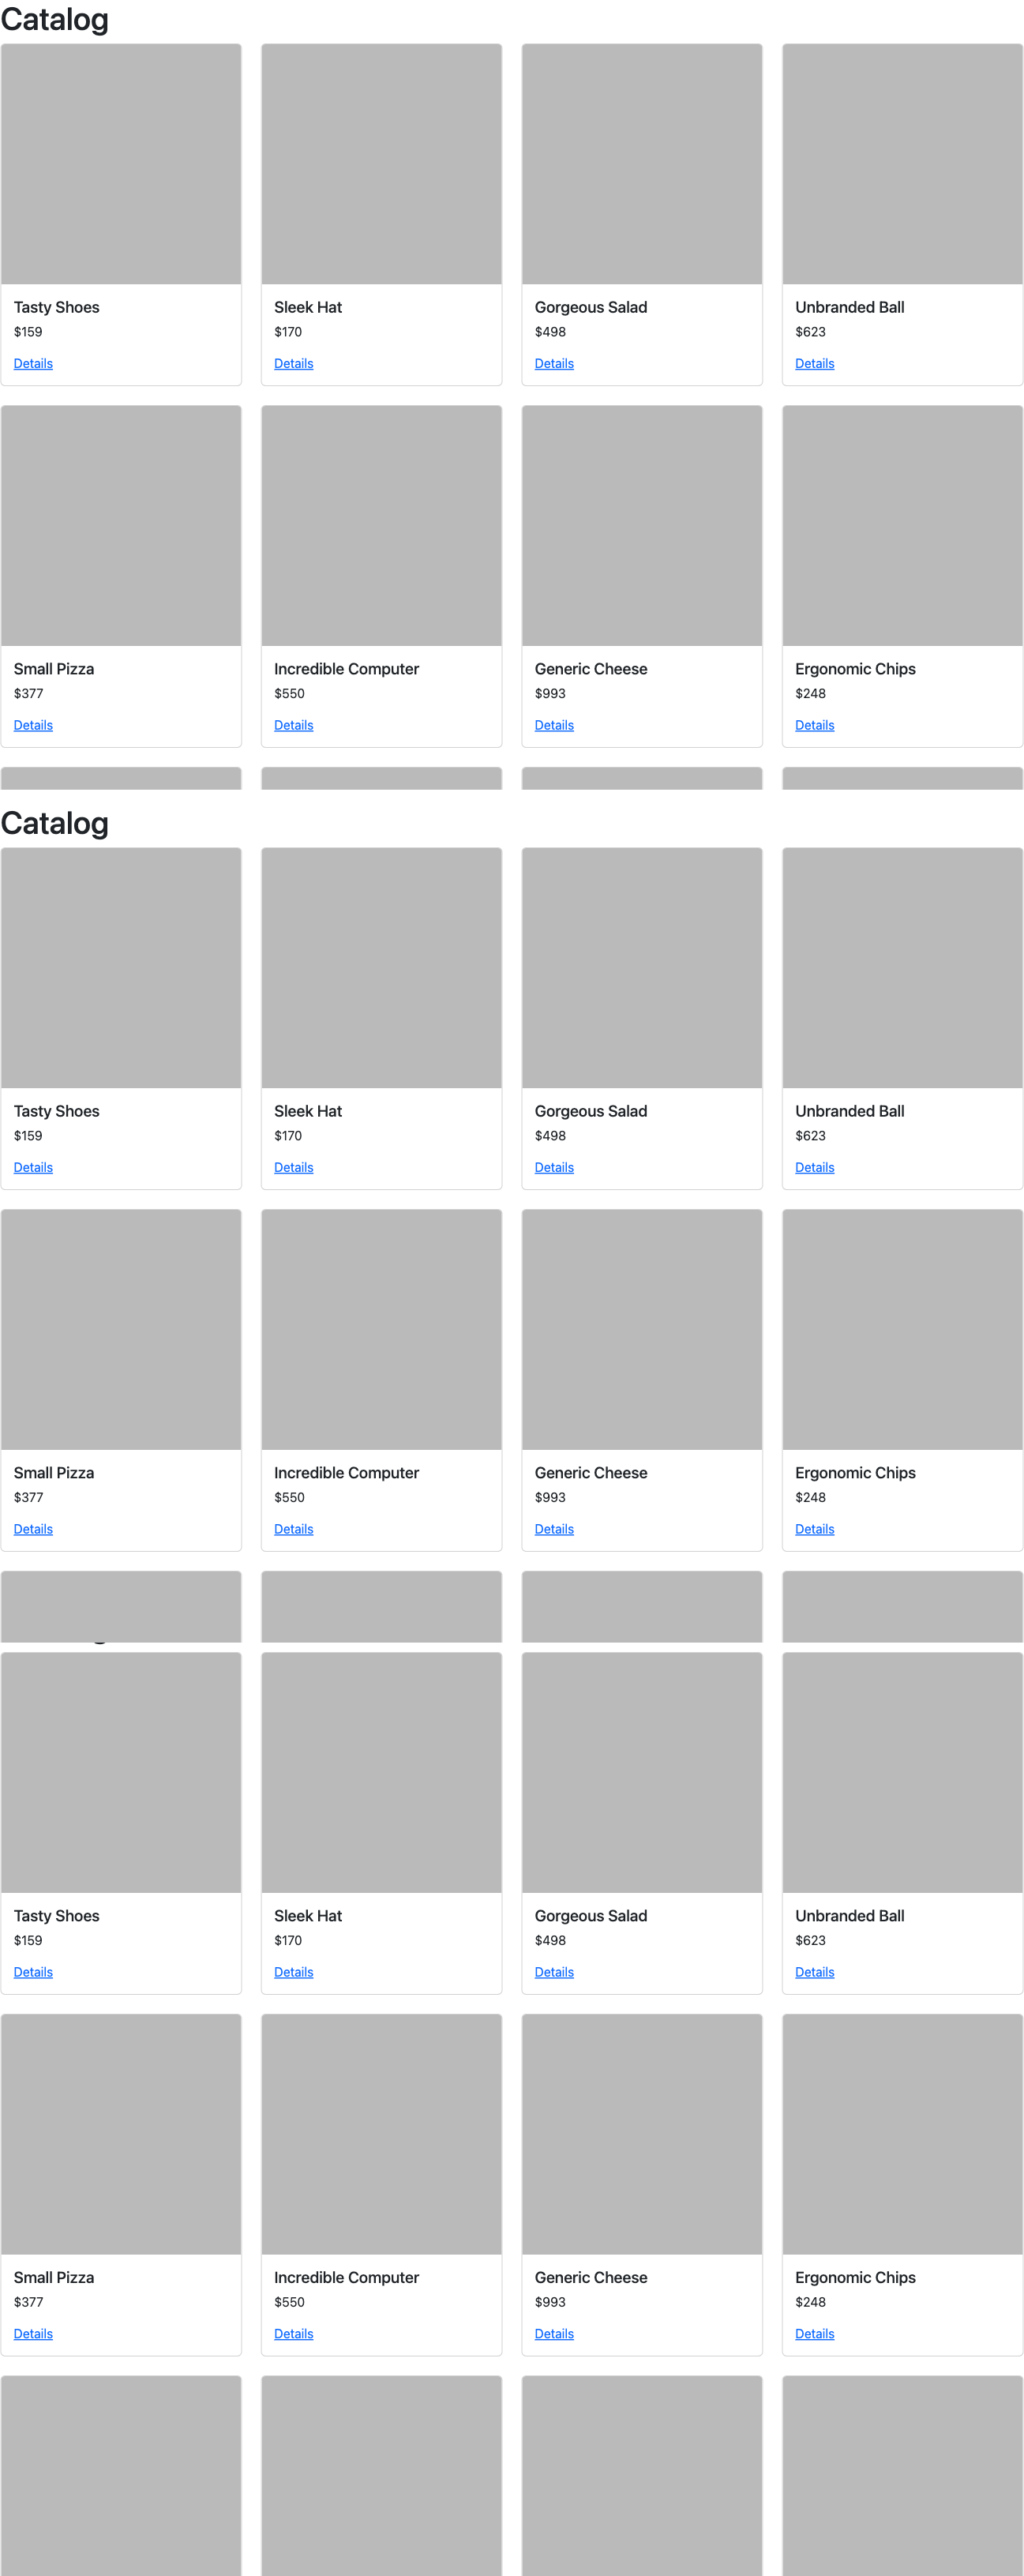 Catalog
Tasty Shoes
Sleek Hat
Gorgeous Salad
Unbranded Ball
$159
$170
$498
$623
Details
Details
Details
Details
Small Pizza
Incredible Computer
Generic Cheese
Ergonomic Chips
$377
$550
$993
$248
Details
Details
Details
Details
Catalog
Tasty Shoes
Sleek Hat
Gorgeous Salad
Unbranded Ball
$159
$170
$498
$623
Details
Details
Details
Details
Small Pizza
Incredible Computer
Generic Cheese
Ergonomic Chips
$377
$550
$993
$248
Details
Details
Details
Details
Tasty Shoes
Sleek Hat
Gorgeous Salad
Unbranded Ball
$159
$170
$498
$623
Details
Details
Details
Details
Small Pizza
Incredible Computer
Generic Cheese
Ergonomic Chips
$377
$550
$993
$248
Details
Details
Details
Details